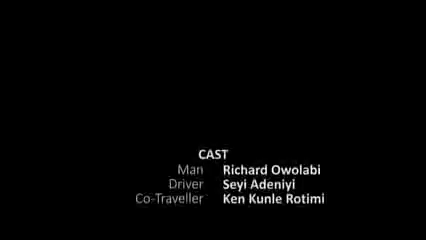 CAST
Man Richard Owolabi
Driver Seyi Adeniyi
Co-Traveller Ken Kunle Rotimi